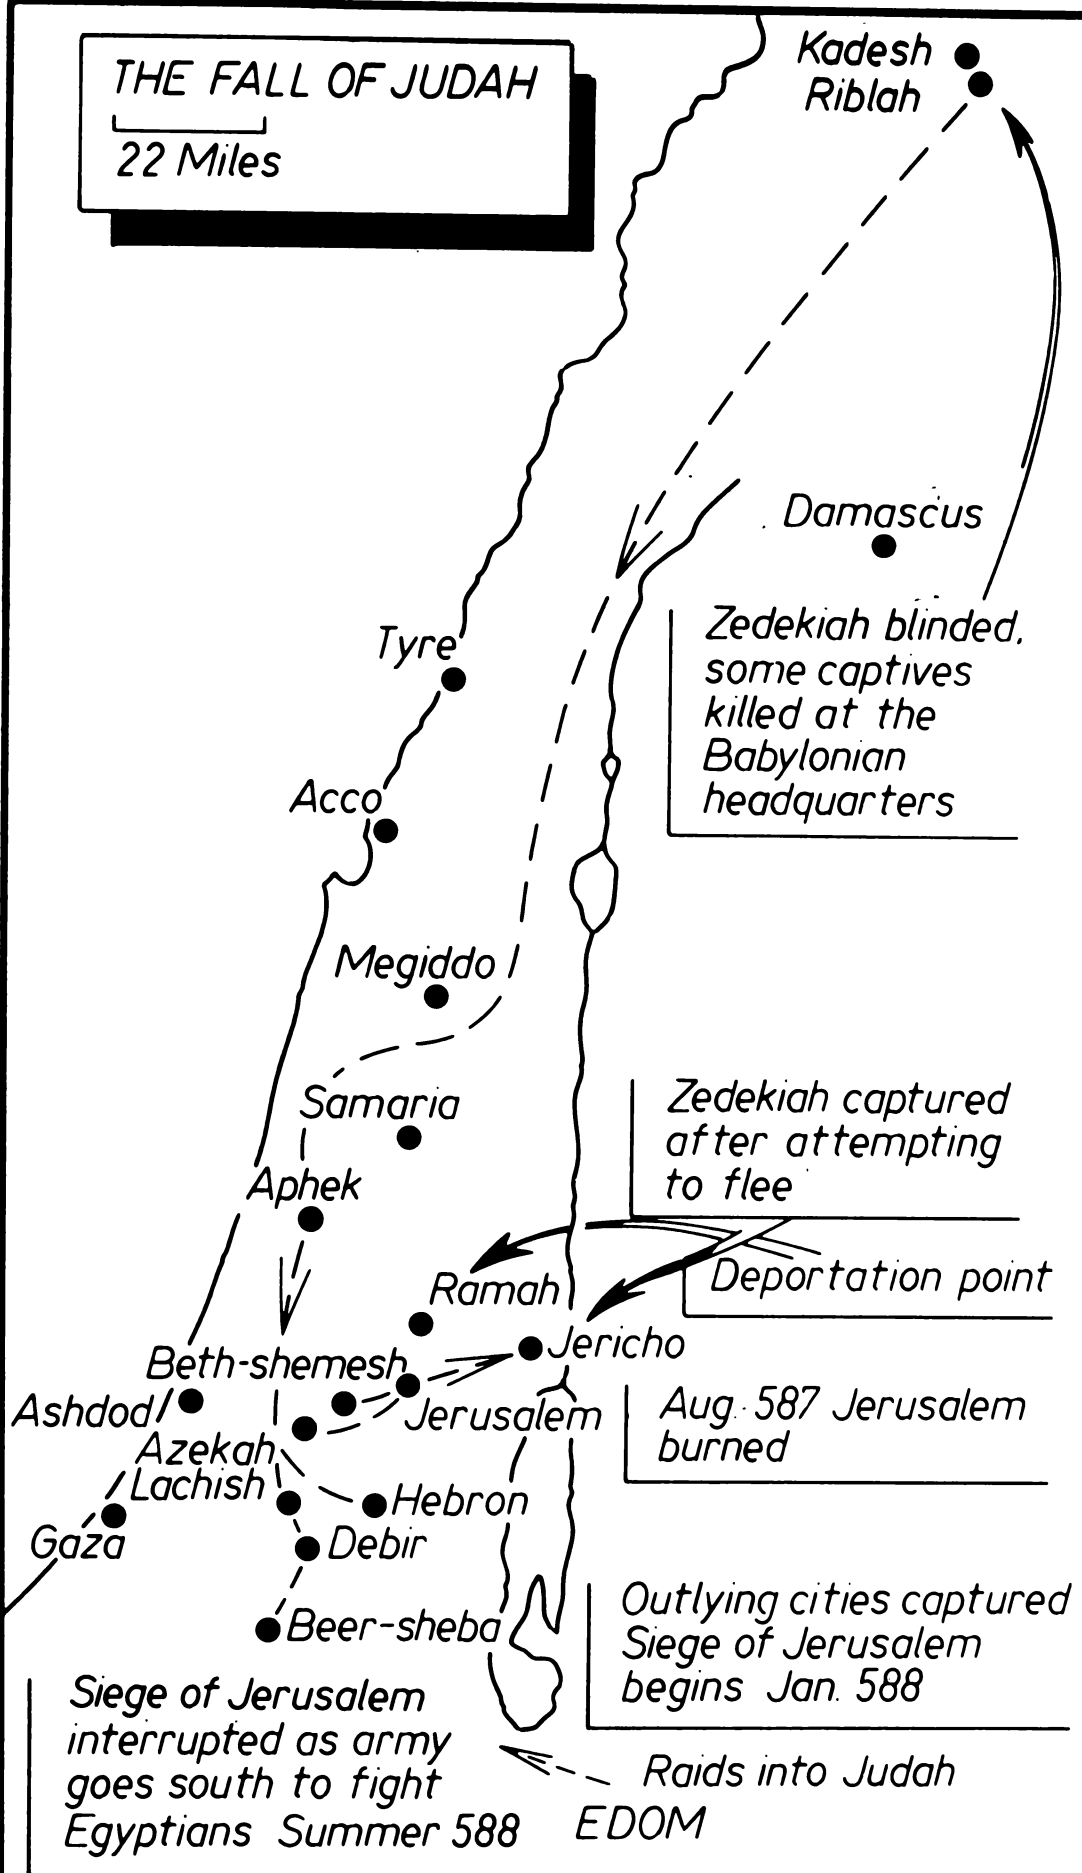 THE FALL OF JUDAH
22 Miles
Kadesh
Riblah
Damascus
Zedekiah blinded,
some captives
killed at the
Babylonian
headquarters
Tyre
Acco
Megiddo
Samaria
Aphek
Zedekiah captured
after attempting
to flee
Deportation point
Ramah
Jericho
Beth-shemesh
Ashdod
Jerusalem
Aug. 587 Jerusalem
burned
Azekah
Lachish
Hebron
Gaza
Debir
Beer-sheba
Outlying cities captured
Siege of Jerusalem
begins Jan. 588
Siege of Jerusalem
interrupted as army
goes south to fight
Egyptians Summer 588
Raids into Judah
EDOM